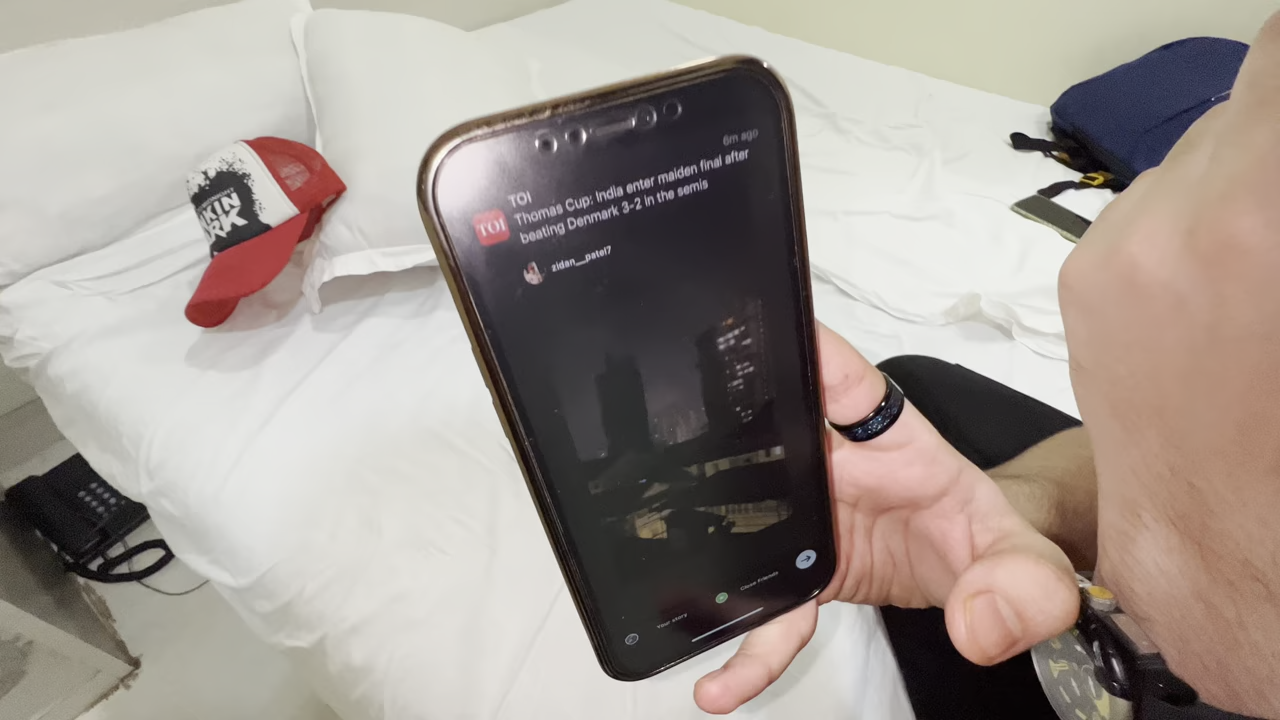 6m ago
TOI
TOI
Thomas Cup: India enter maiden final after
beating Denmark 3-2 in the semis
zidan__patel7
Your story
Close Friends